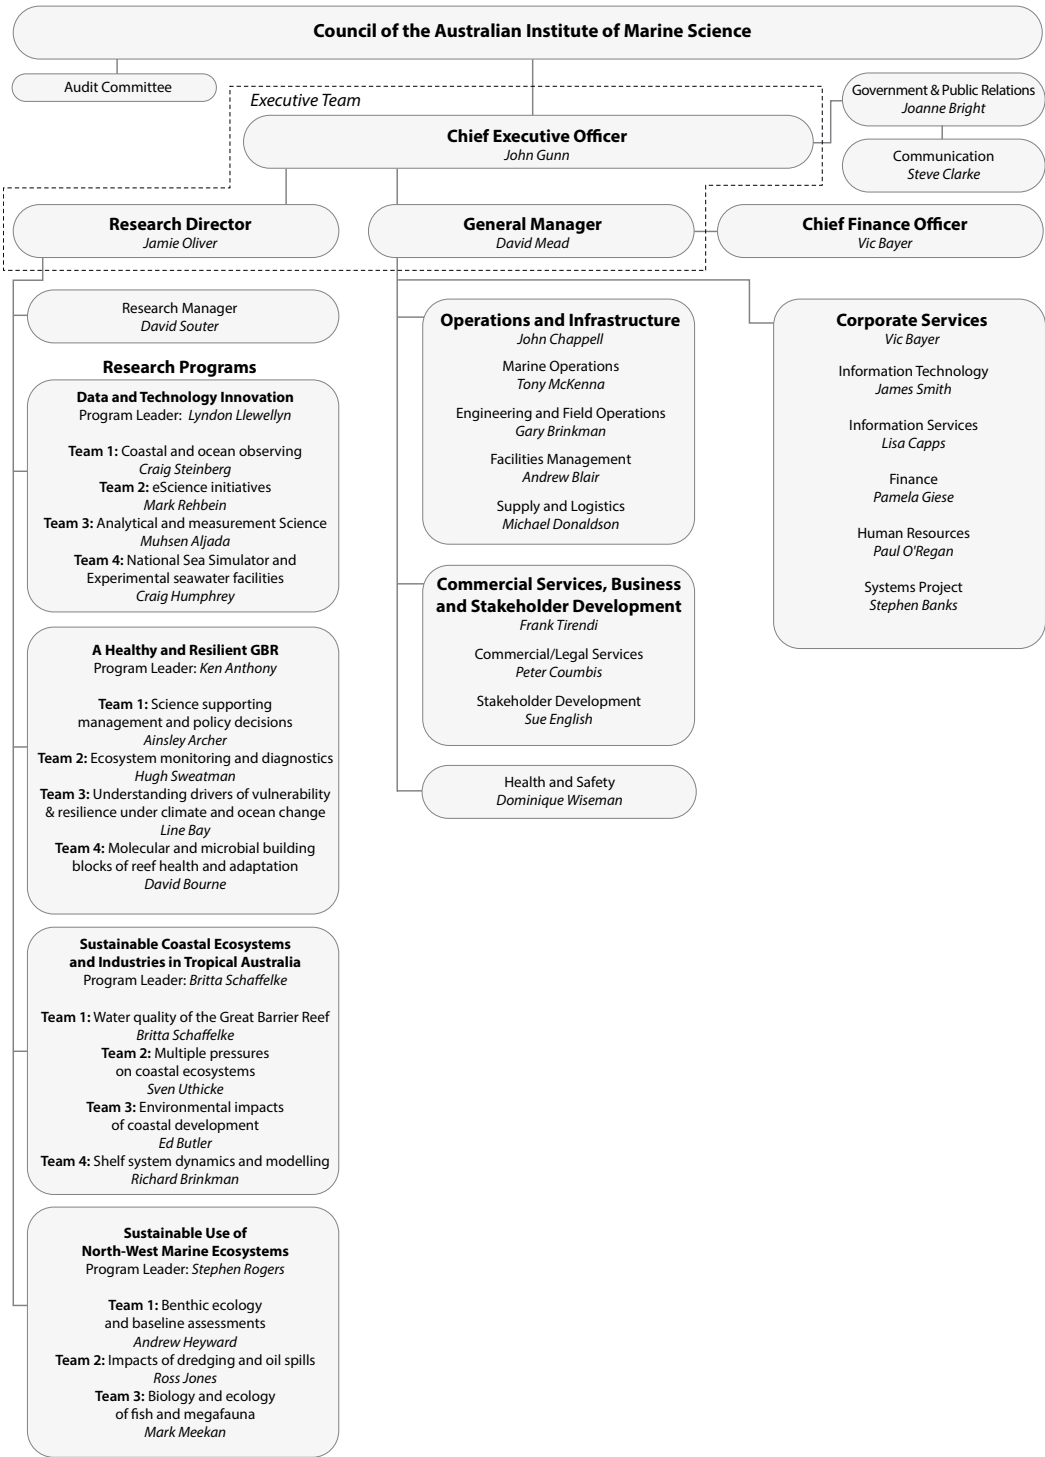 Council of the Australian Institute of Marine Science
Audit Committee
Executive Team
Chief Executive Officer
John Gunn
Government & Public Relations
Joanne Bright
Communication
Steve Clarke
Research Director
Jamie Oliver
General Manager
David Mead
Chief Finance Officer
Vic Bayer
Research Manager
David Souter
Research Programs
Data and Technology Innovation
Program Leader: Lyndon Llewellyn
Team 1: Coastal and ocean observing
Craig Steinberg
Team 2: eScience initiatives
Mark Rehbein
Team 3: Analytical and measurement Science
Muhsen Aljada
Team 4: National Sea Simulator and
Experimental seawater facilities
Craig Humphrey
A Healthy and Resilient GBR
Program Leader: Ken Anthony
Team 1: Science supporting
management and policy decisions
Ainsley Archer
Team 2: Ecosystem monitoring and diagnostics
Hugh Sweatman
Team 3: Understanding drivers of vulnerability
& resilience under climate and ocean change
Line Bay
Team 4: Molecular and microbial building
blocks of reef health and adaptation
David Bourne
Sustainable Coastal Ecosystems
and Industries in Tropical Australia
Program Leader: Britta Schaffelke
Team 1: Water quality of the Great Barrier Reef
Britta Schaffelke
Team 2: Multiple pressures
on coastal ecosystems
Sven Uthicke
Team 3: Environmental impacts
of coastal development
Ed Butler
Team 4: Shelf system dynamics and modelling
Richard Brinkman
Sustainable Use of
North-West Marine Ecosystems
Program Leader: Stephen Rogers
Team 1: Benthic ecology
and baseline assessments
Andrew Heyward
Team 2: Impacts of dredging and oil spills
Ross Jones
Team 3: Biology and ecology
of fish and megafauna
Mark Meekan
Operations and Infrastructure
John Chappell
Marine Operations
Tony McKenna
Engineering and Field Operations
Gary Brinkman
Facilities Management
Andrew Blair
Supply and Logistics
Michael Donaldson
Commercial Services, Business
and Stakeholder Development
Frank Tirendi
Commercial/Legal Services
Peter Coumbis
Stakeholder Development
Sue English
Health and Safety
Dominique Wiseman
Corporate Services
Vic Bayer
Information Technology
James Smith
Information Services
Lisa Capps
Finance
Pamela Giese
Human Resources
Paul O'Regan
Systems Project
Stephen Banks